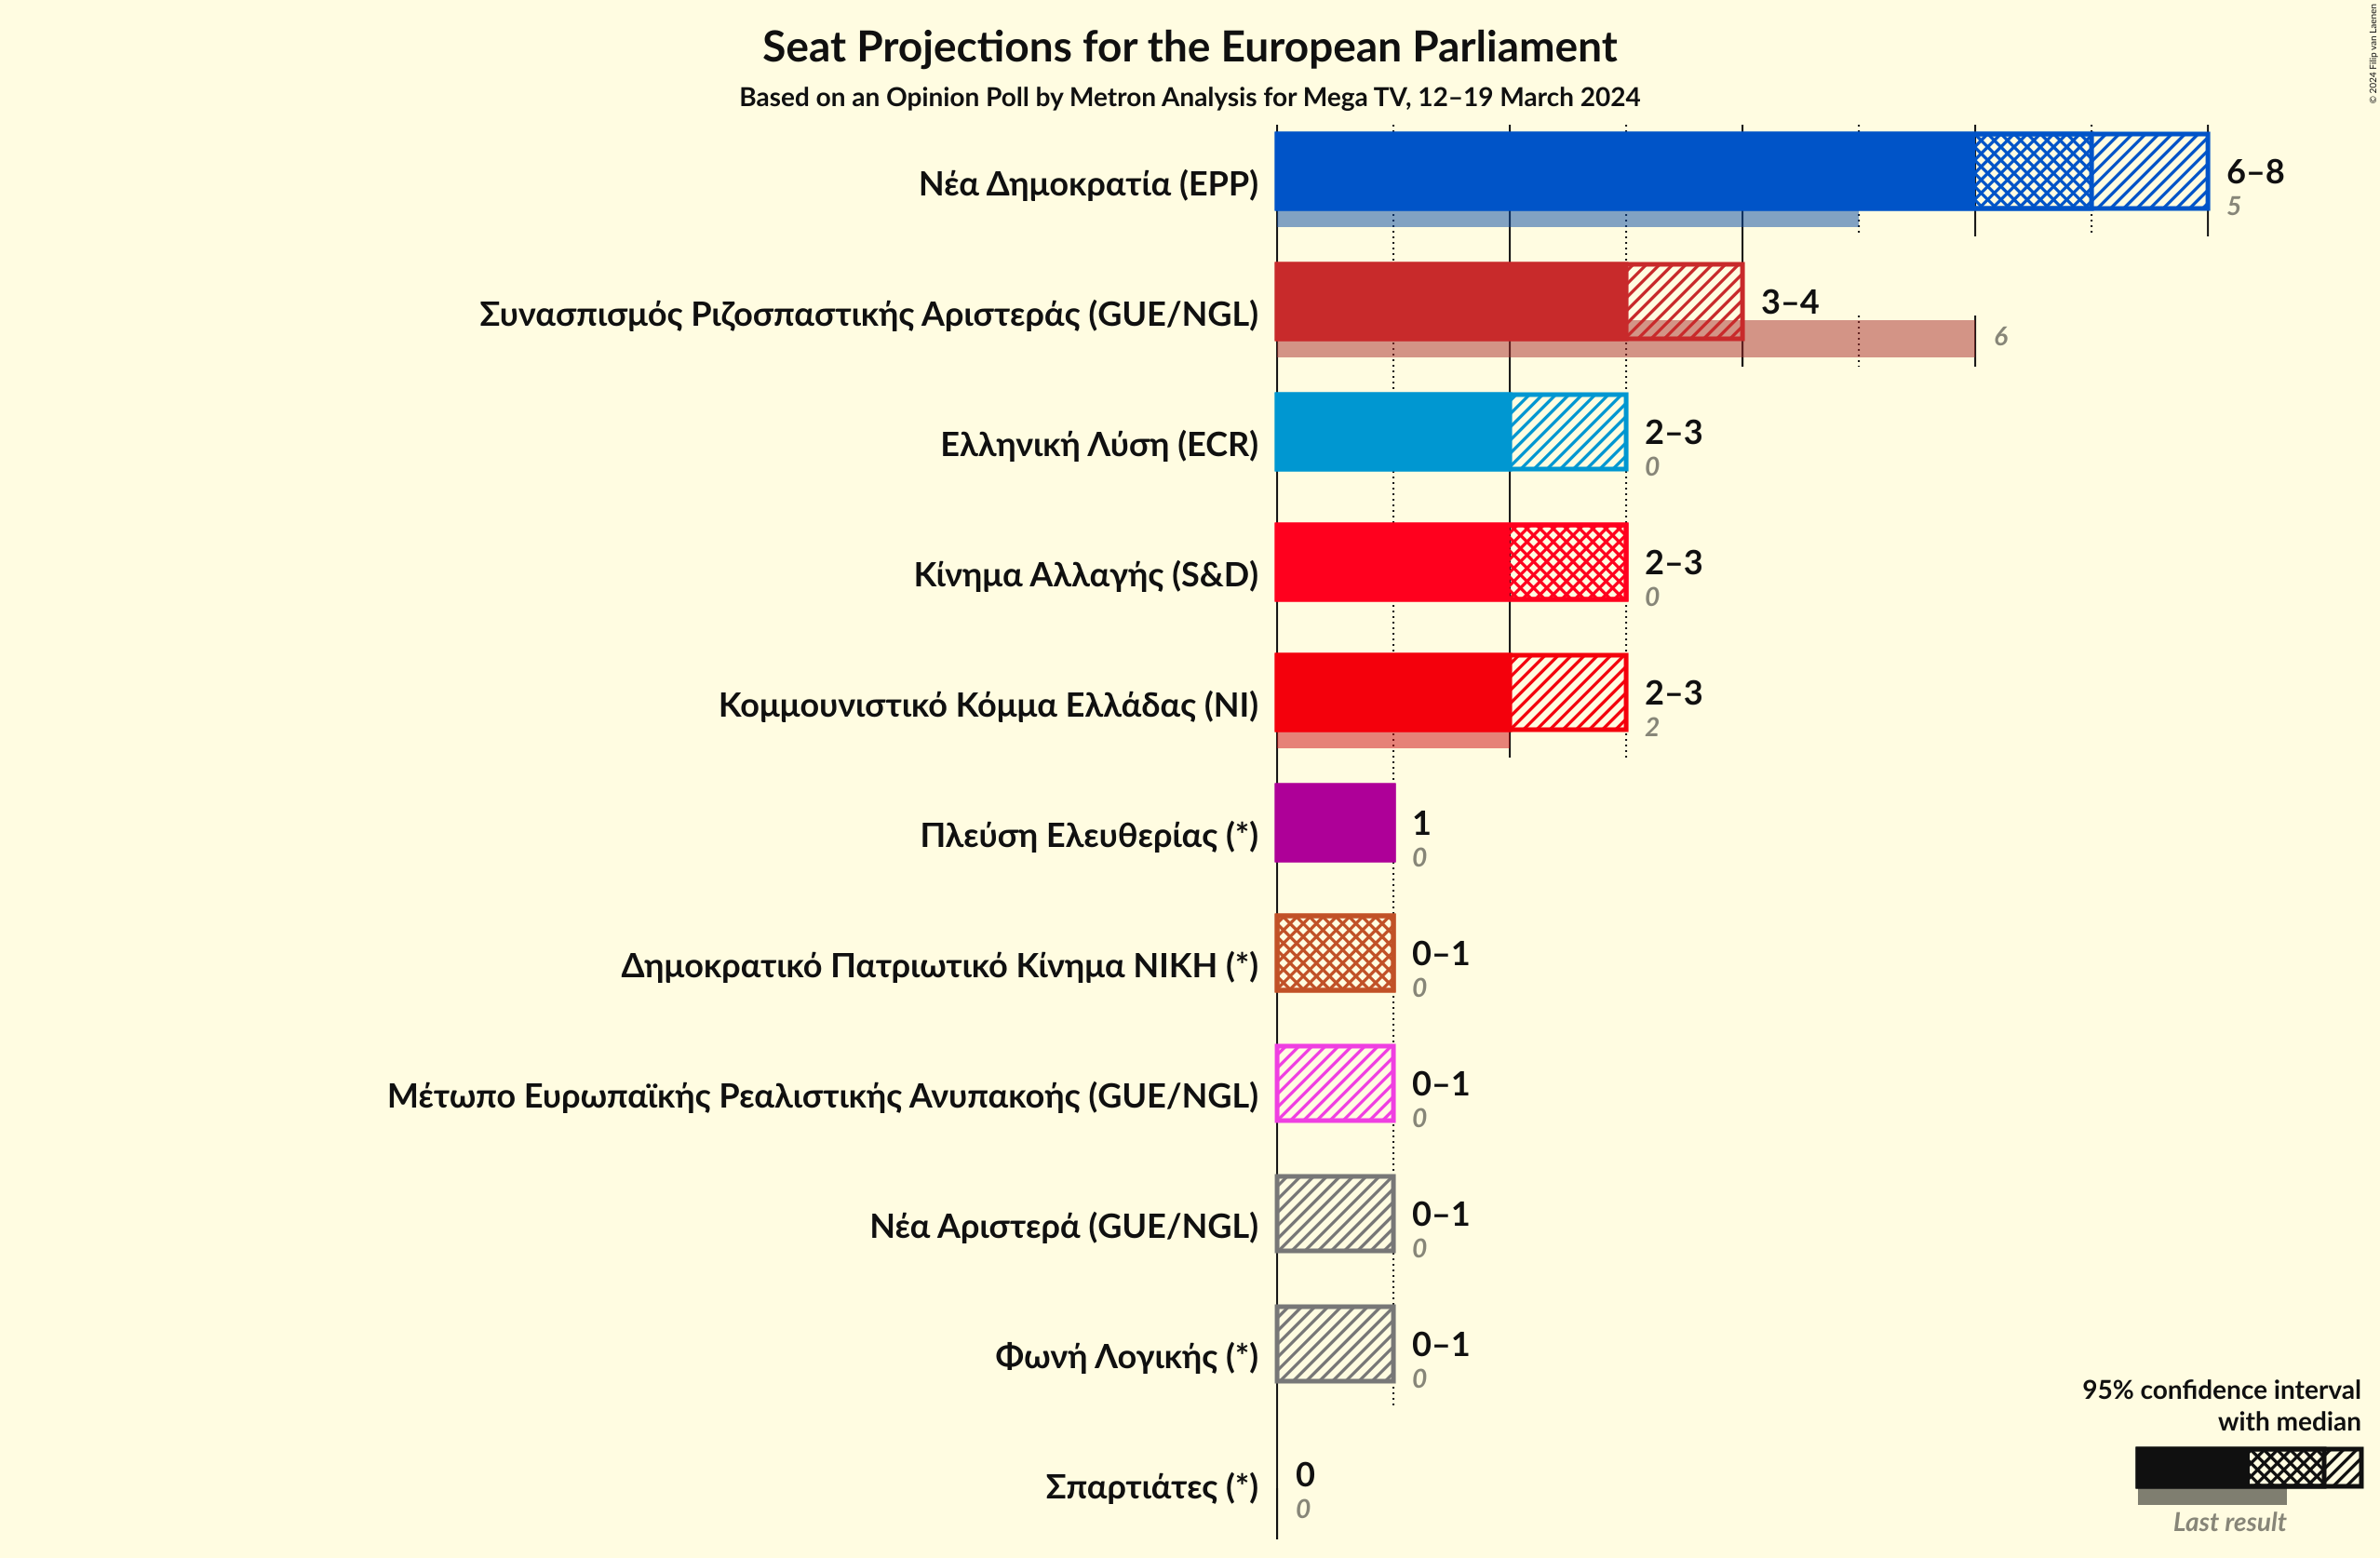 Seat Projections for the European Parliament
Based on an Opinion Poll by Metron Analysis for Mega TV, 12–19 March 2024
© 2024 Filip van Laenen
Νέα Δημοκρατία (EPP)
6–8
5
Συνασπισμός Ριζοσπαστικής Αριστεράς (GUE/NGL)
3–4
6
Ελληνική Λύση (ECR)
2–3
0
Κίνημα Αλλαγής (S&D)
2–3
0
Κομμουνιστικό Κόμμα Ελλάδας (NI)
2–3
2
Πλεύση Ελευθερίας (*)
1
0
Δημοκρατικό Πατριωτικό Κίνημα ΝΙΚΗ (*)
0–1
0
Μέτωπο Ευρωπαϊκής Ρεαλιστικής Ανυπακοής (GUE/NGL)
0–1
0
Νέα Αριστερά (GUE/NGL)
0–1
0
Φωνή Λογικής (*)
0–1
0
Σπαρτιάτες (*)
0
0
95% confidence interval
with median
Last result